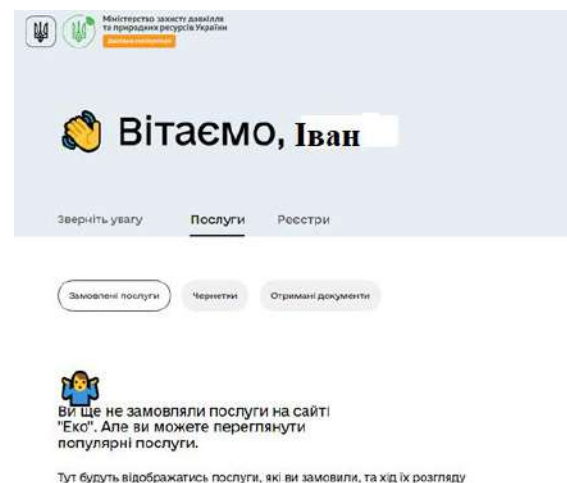 Міністерство захисту довкілля
та природних ресурсів України
Вітаємо, Іван
Зверніть увагу Послуги Реєстри
Замовлені послуги Чернетки Отримані документи
Ви ще не замовляли послуги на сайті
"Еко". Але ви можете переглянути
популярні послуги.
Тут будуть відображатись послуги, які ви замовили, та хід їх розгляду